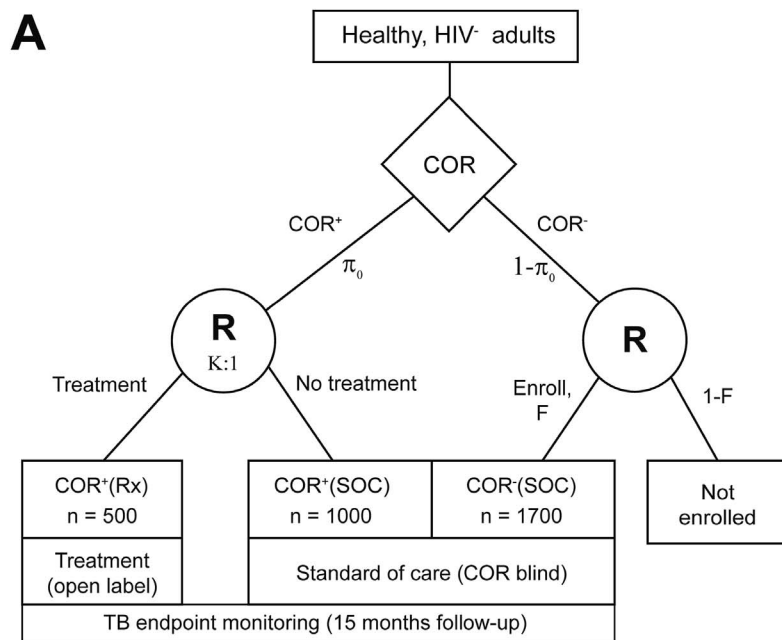 A
Healthy, HIV⁻ adults
COR
COR⁺
COR⁻
π₀
1-π₀
R
K:1
R
Treatment
No treatment
Enroll,
F
1-F
COR⁺(Rx)
n = 500
COR⁺(SOC)
n = 1000
COR⁻(SOC)
n = 1700
Not
enrolled
Treatment
(open label)
Standard of care (COR blind)
TB endpoint monitoring (15 months follow-up)